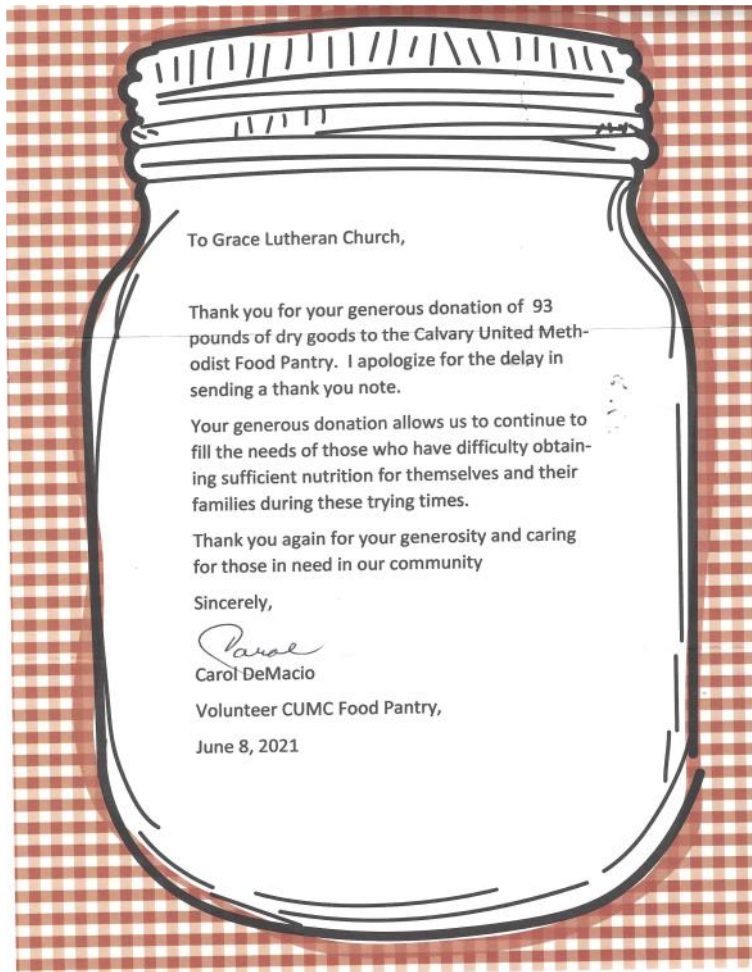 To Grace Lutheran Church,
Thank you for your generous donation of  93
pounds of dry goods to the Calvary United Meth-
odist Food Pantry.  I apologize for the delay in
sending a thank you note.
Your generous donation allows us to continue to
fill the needs of those who have difficulty obtain-
ing sufficient nutrition for themselves and their
families during these trying times.
Thank you again for your generosity and caring
for those in need in our community
Sincerely,
Carol
Carol DeMacio
Volunteer CUMC Food Pantry,
June 8, 2021